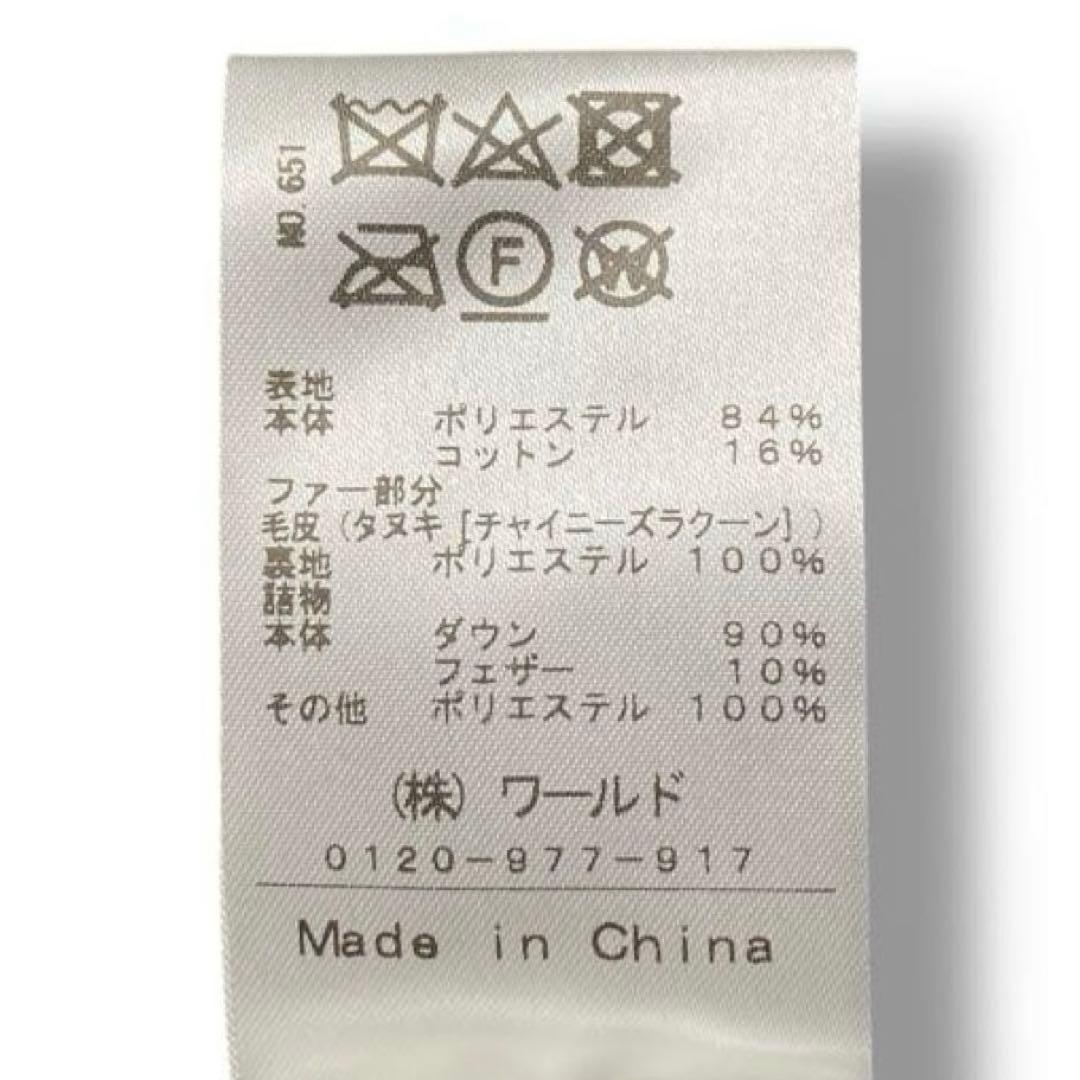 NO. 651
F
W
表地
本体 ポリエステル 84%
コットン 16%
ファー部分
毛皮(タヌキ[チャイニーズラクーン])
裏地 ポリエステル 100%
詰物
本体 ダウン 90%
フェザー 10%
その他 ポリエステル 100%
(株) ワールド
0120-977-917
Made in China